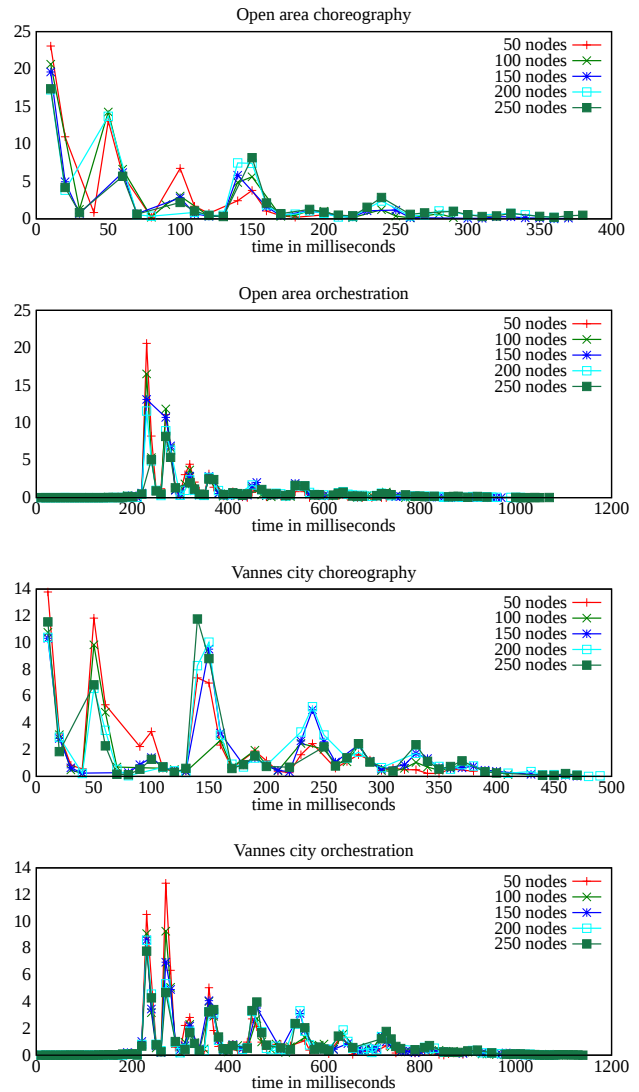 Open area choreography
25
20
15
10
5
0
50 nodes
100 nodes
150 nodes
200 nodes
250 nodes
0 50 100 150 200 250 300 350 400
time in milliseconds
Open area orchestration
25
20
15
10
5
0
50 nodes
100 nodes
150 nodes
200 nodes
250 nodes
0 200 400 600 800 1000 1200
time in milliseconds
Vannes city choreography
14
12
10
8
6
4
2
0
50 nodes
100 nodes
150 nodes
200 nodes
250 nodes
0 50 100 150 200 250 300 350 400 450 500
time in milliseconds
Vannes city orchestration
14
12
10
8
6
4
2
0
50 nodes
100 nodes
150 nodes
200 nodes
250 nodes
0 200 400 600 800 1000 1200
time in milliseconds